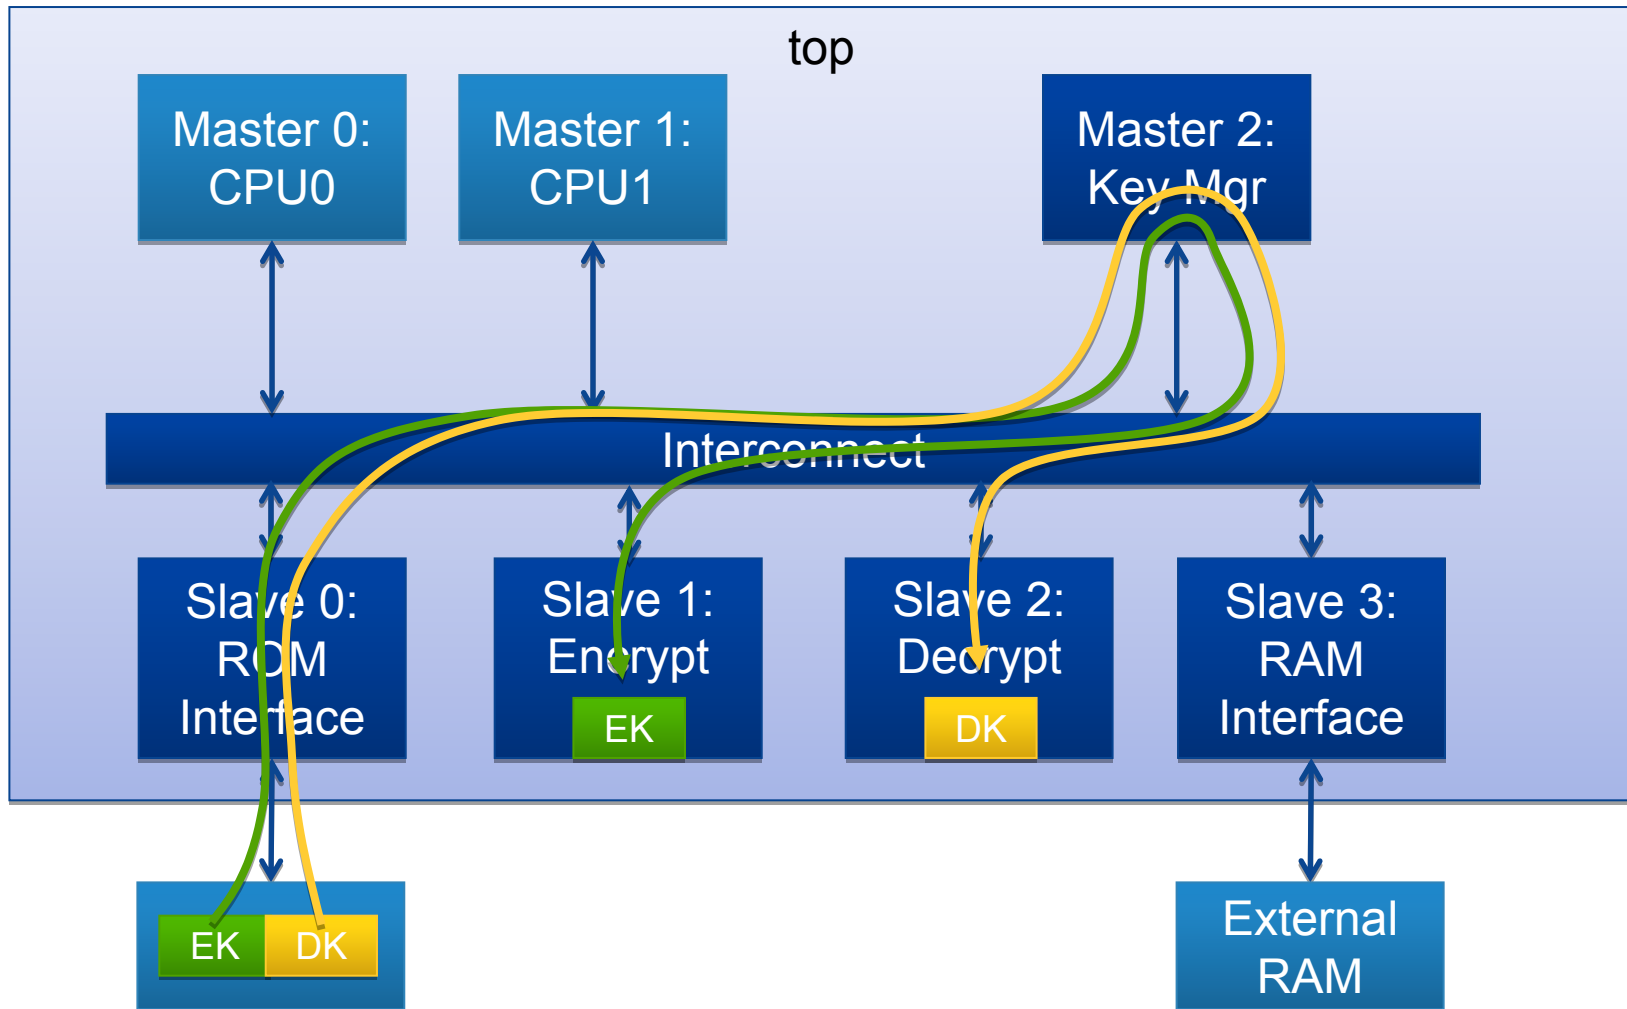 top
Master 0:
CPU0
Master 1:
CPU1
Master 2:
Key Mgr
Interconnect
Slave 0:
ROM
Interface
Slave 1:
Encrypt
EK
Slave 2:
Decrypt
DK
Slave 3:
RAM
Interface
EK
DK
External
RAM